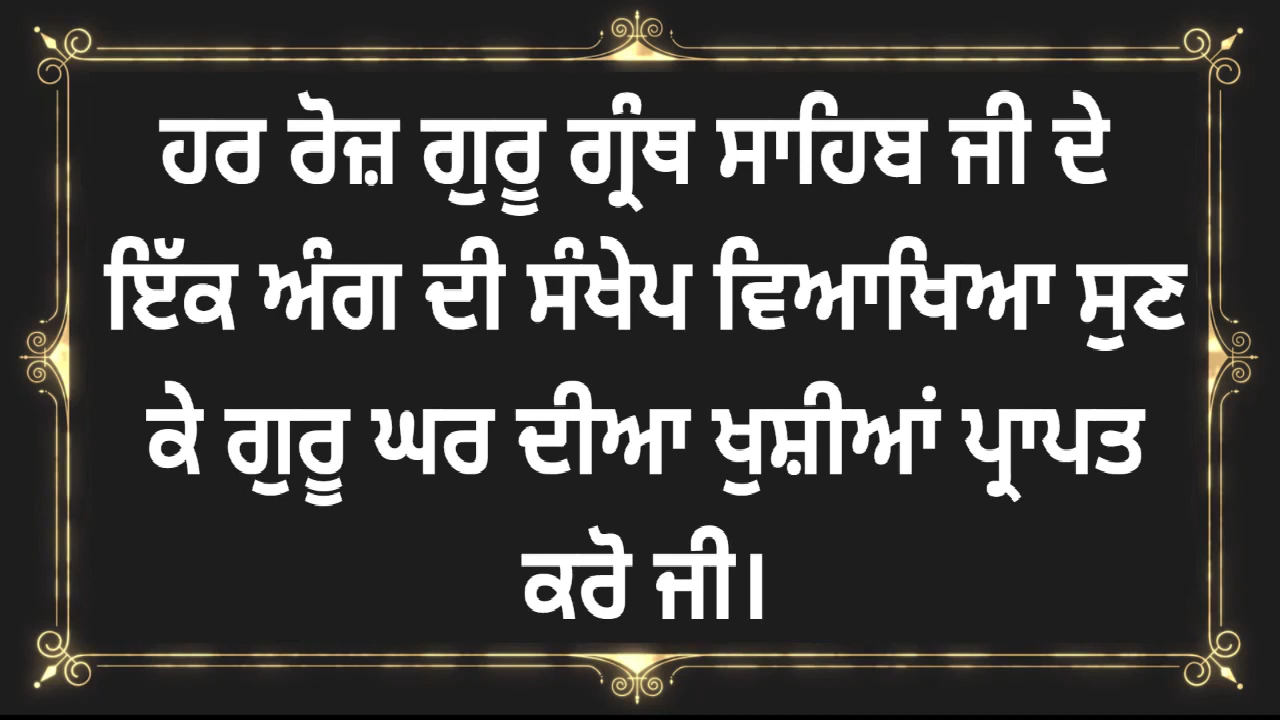 ਹਰ ਰੋਜ਼ ਗੁਰੂ ਗ੍ਰੰਥ ਸਾਹਿਬ ਜੀ ਦੇ
ਇੱਕ ਅੰਗ ਦੀ ਸੰਖੇਪ ਵਿਆਖਿਆ ਸੁਣ
ਕੇ ਗੁਰੂ ਘਰ ਦੀਆ ਖੁਸ਼ੀਆਂ ਪ੍ਰਾਪਤ
ਕਰੋ ਜੀ।